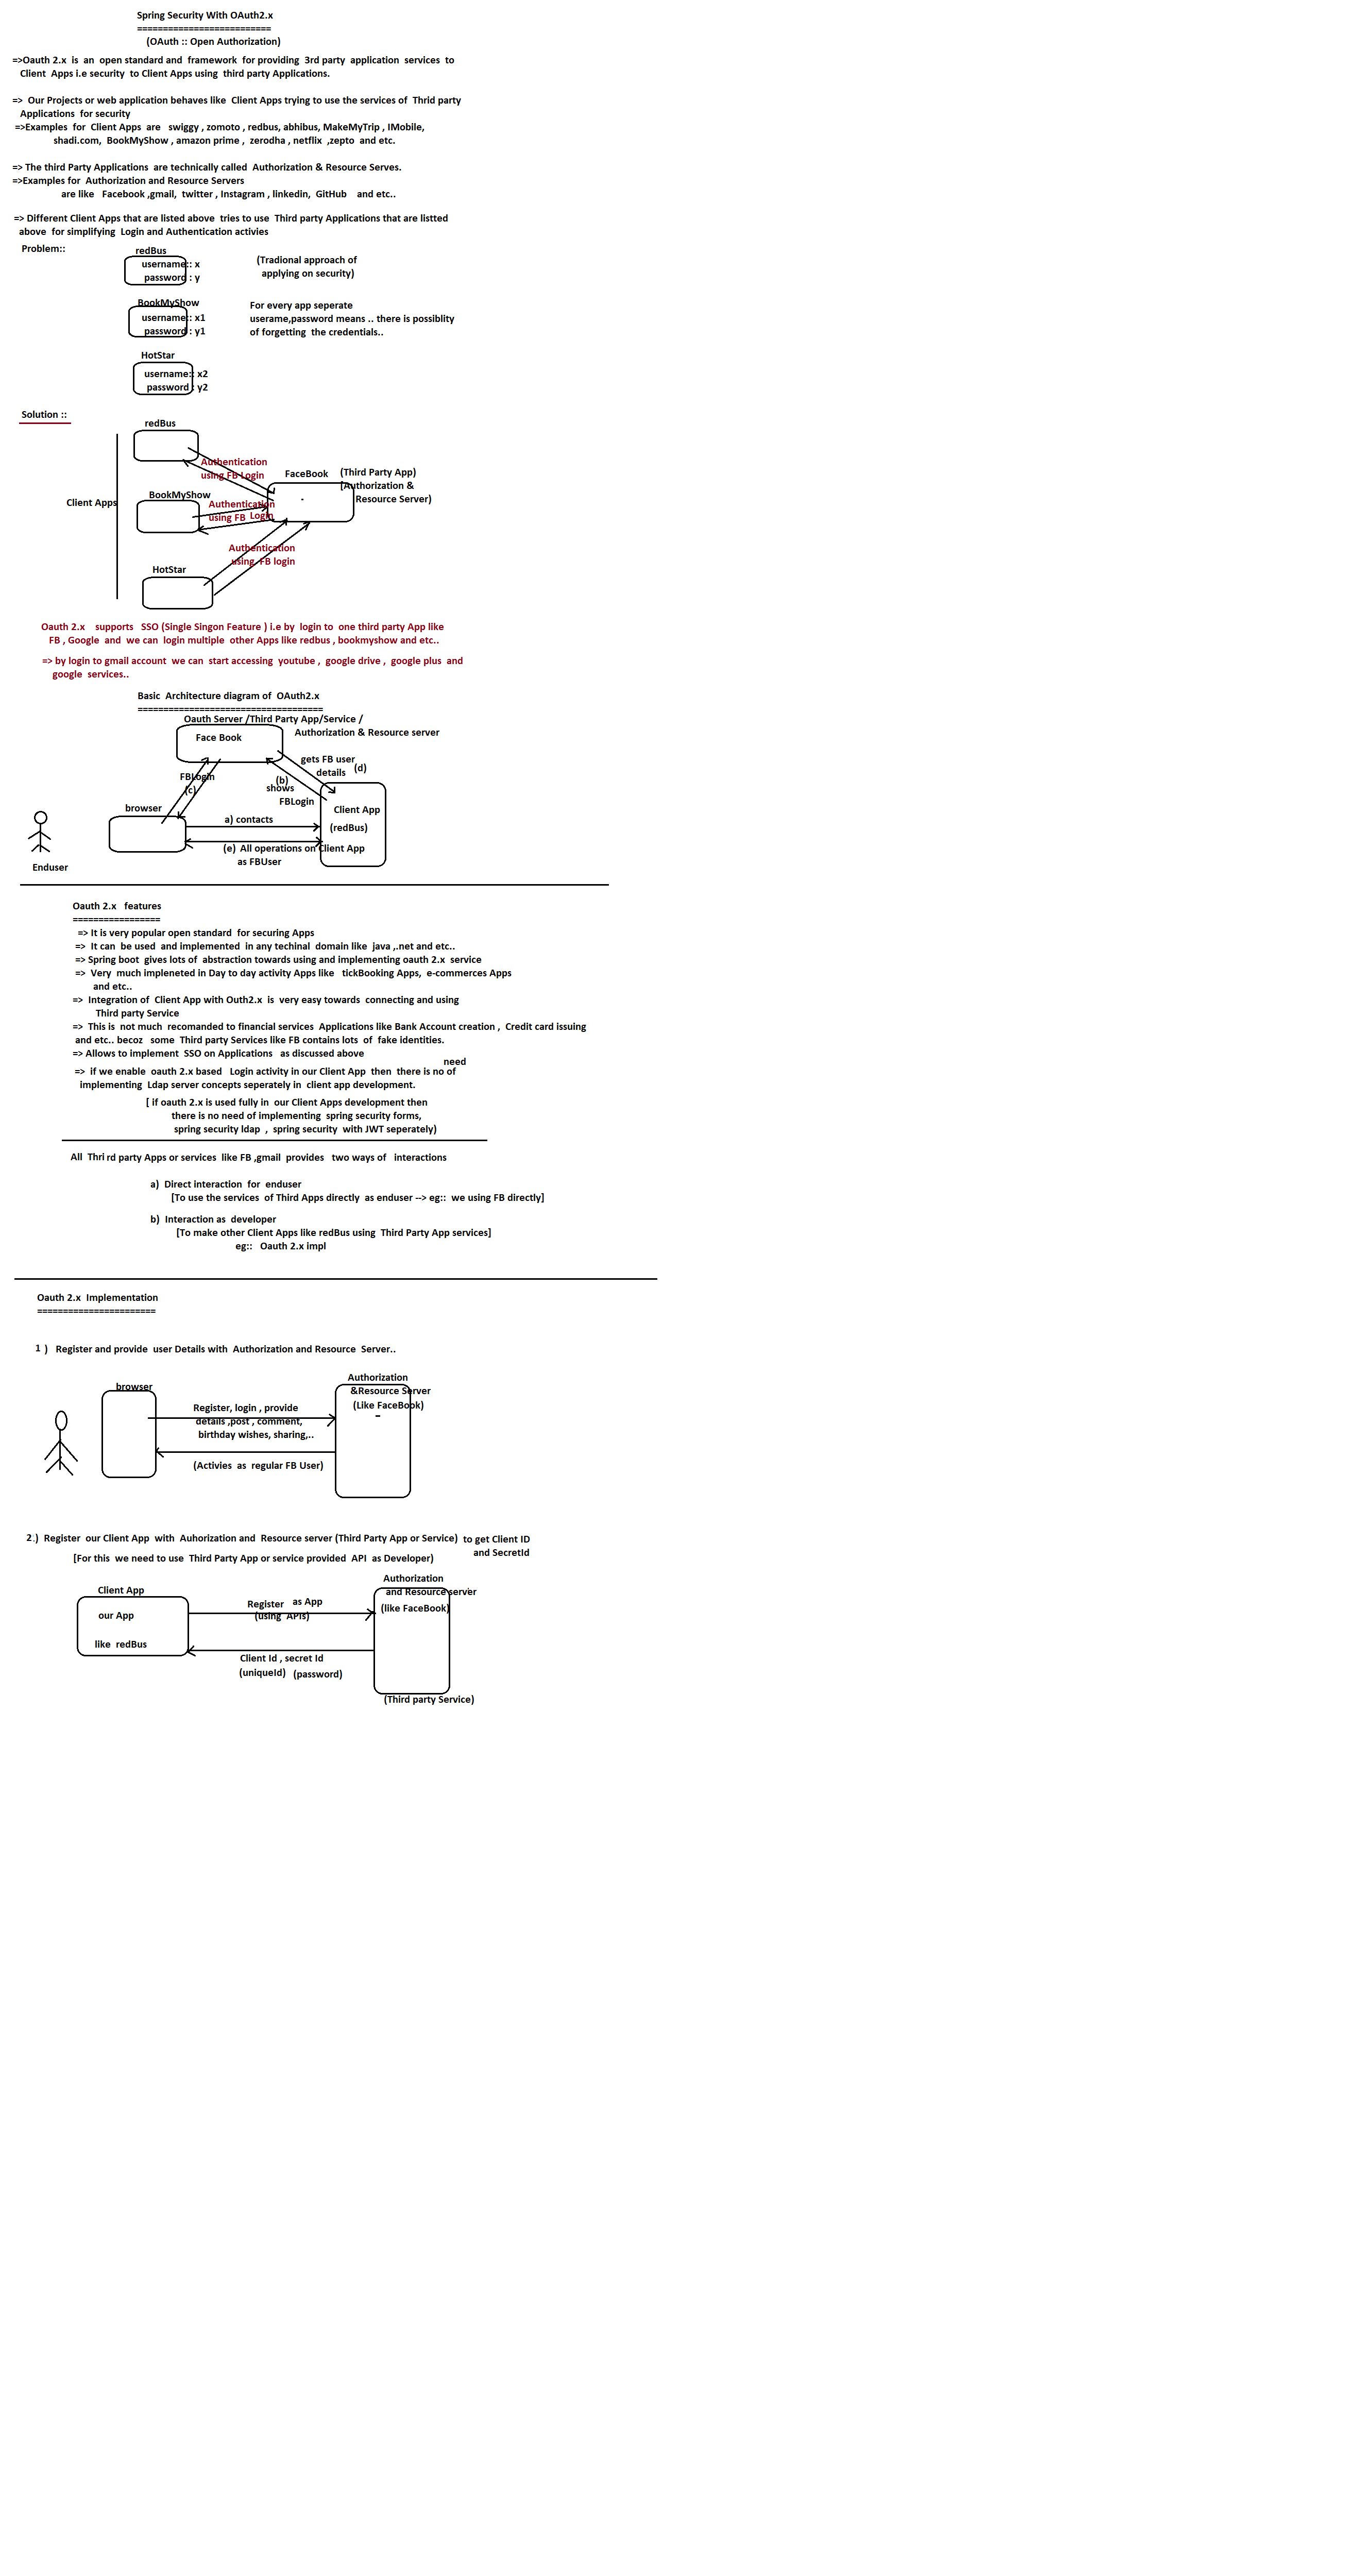 Spring Security With OAuth2.x
==========================
(OAuth :: Open Authorization)
=>Oauth 2.x is an open standard and framework for providing 3rd party application services to
Client Apps i.e security to Client Apps using third party Applications.
=> Our Projects or web application behaves like Client Apps trying to use the services of Thrid party
Applications for security
=>Examples for Client Apps are swiggy , zomoto , redbus, abhibus, MakeMyTrip , IMobile,
shadi.com, BookMyShow , amazon prime , zerodha , netflix ,zepto and etc.
=> The third Party Applications are technically called Authorization & Resource Serves.
=>Examples for Authorization and Resource Servers
are like Facebook ,gmail, twitter , Instagram , linkedin, GitHub and etc..
=> Different Client Apps that are listed above tries to use Third party Applications that are listted
above for simplifying Login and Authentication activies
Problem::
redBus
username:: x
password : y
(Tradional approach of
applying on security)
BookMyShow
username:: x1
password : y1
For every app seperate
userame,password means .. there is possiblity
of forgetting the credentials..
HotStar
username:: x2
password : y2
Solution ::
redBus
Authentication
using FB Login
FaceBook
(Third Party App)
[Authorization &
Resource Server)
Client Apps
BookMyShow
Authentication
using FB Login
Authentication
using FB login
HotStar
Oauth 2.x supports SSO (Single Singon Feature ) i.e by login to one third party App like
FB , Google and we can login multiple other Apps like redbus , bookmyshow and etc..
=> by login to gmail account we can start accessing youtube , google drive , google plus and
google services..
Basic Architecture diagram of OAuth2.x
====================================
Oauth Server /Third Party App/Service /
Authorization & Resource server
Face Book
gets FB user
details (d)
FBLogin
(c)
(b)
shows
FBLogin
browser
Client App
(redBus)
a) contacts
(e) All operations on Client App
as FBUser
Enduser
Oauth 2.x features
=================
=> It is very popular open standard for securing Apps
=> It can be used and implemented in any techinal domain like java ,.net and etc..
=> Spring boot gives lots of abstraction towards using and implementing oauth 2.x service
=> Very much impleneted in Day to day activity Apps like tickBooking Apps, e-commerces Apps
and etc..
=> Integration of Client App with Outh2.x is very easy towards connecting and using
Third party Service
=> This is not much recomanded to financial services Applications like Bank Account creation , Credit card issuing
and etc.. becoz some Third party Services like FB contains lots of fake identities.
=> Allows to implement SSO on Applications as discussed above
need
=> if we enable oauth 2.x based Login activity in our Client App then there is no of
implementing Ldap server concepts seperately in client app development.
[ if oauth 2.x is used fully in our Client Apps development then
there is no need of implementing spring security forms,
spring security ldap , spring security with JWT seperately)
All Thri rd party Apps or services like FB ,gmail provides two ways of interactions
a) Direct interaction for enduser
[To use the services of Third Apps directly as enduser --> eg:: we using FB directly]
b) Interaction as developer
[To make other Client Apps like redBus using Third Party App services]
eg:: Oauth 2.x impl
Oauth 2.x Implementation
=======================
1 ) Register and provide user Details with Authorization and Resource Server..
browser
Authorization
&Resource Server
(Like FaceBook)
Register, login , provide
details ,post , comment,
birthday wishes, sharing,..
(Activies as regular FB User)
2.) Register our Client App with Auhorization and Resource server (Third Party App or Service) to get Client ID
and SecretId
[For this we need to use Third Party App or service provided API as Developer)
Client App
Authorization
and Resource server
(like FaceBook)
our App
like redBus
Register as App
(using APIs)
Client Id , secret Id
(uniqueId) (password)
(Third party Service)